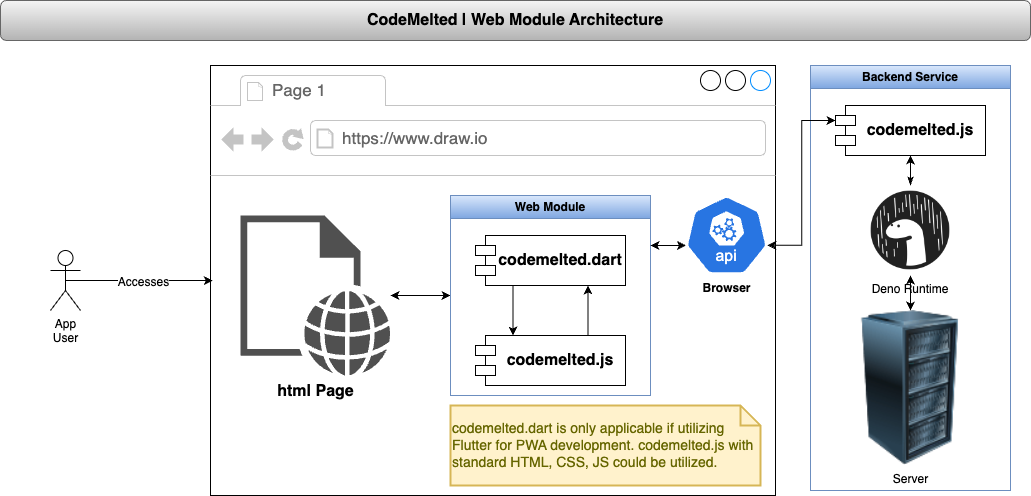 CodeMelted | Web Module Architecture
Page 1
https://www.draw.io
Backend Service
codemelted.js
Web Module
codemelted.dart
codemelted.js
api
Browser
Deno Runtime
Accesses
App
User
html Page
codemelted.dart is only applicable if utilizing
Flutter for PWA development. codemelted.js with
standard HTML, CSS, JS could be utilized.
Server